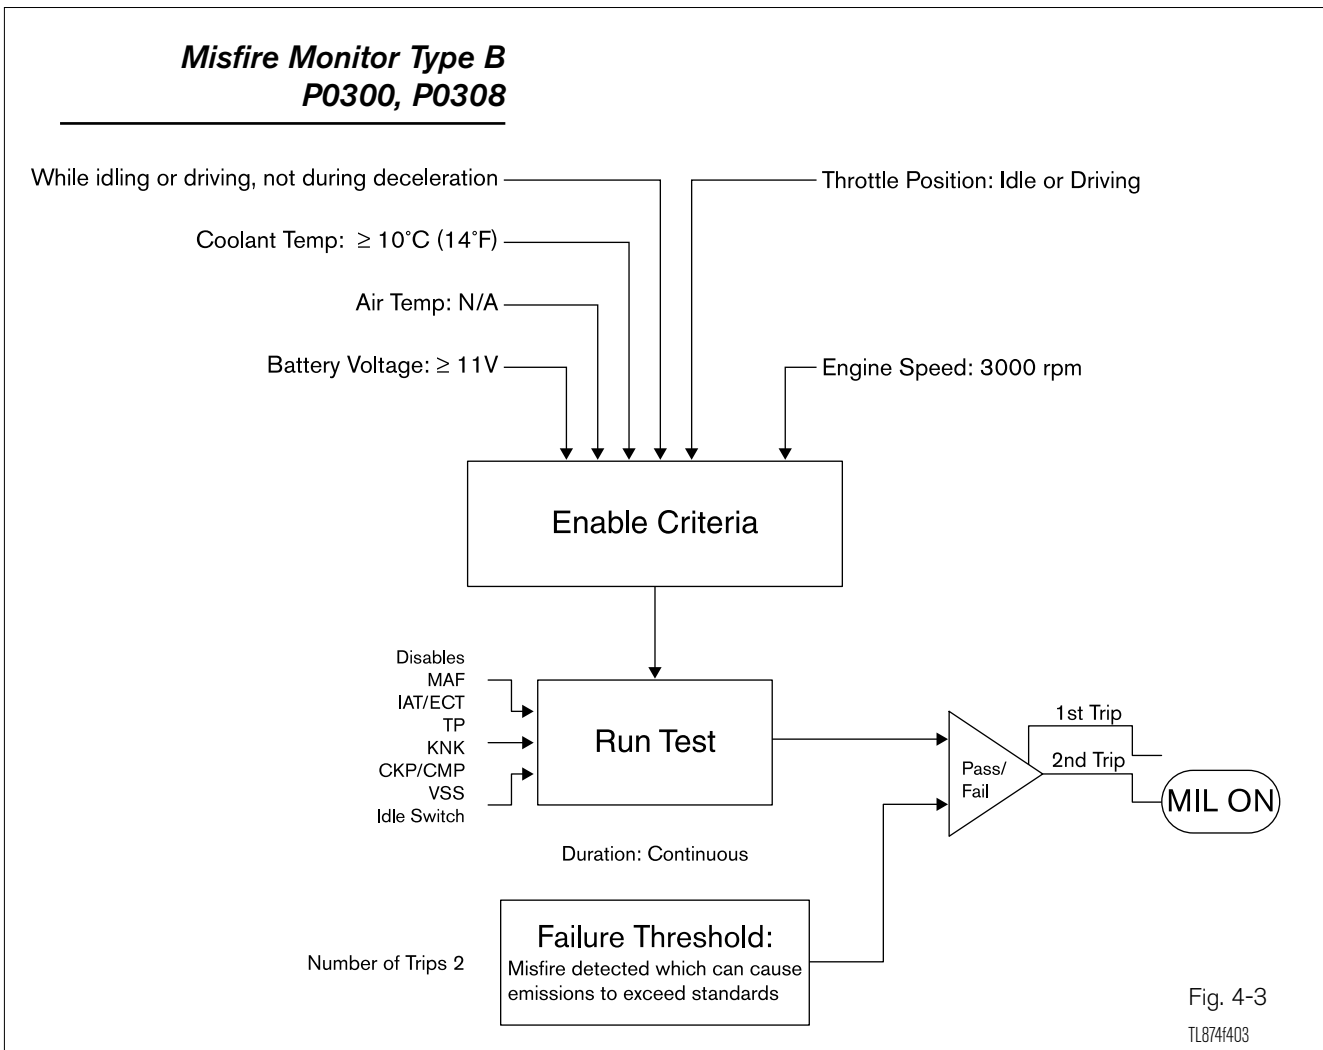 Misfire Monitor Type B
P0300, P0308
While idling or driving, not during deceleration
Throttle Position: Idle or Driving
Coolant Temp: ≥ 10°C (14°F)
Air Temp: N/A
Battery Voltage: ≥ 11V
Engine Speed: 3000 rpm
Enable Criteria
Disables
MAF
IAT/ECT
TP
KNK
CKP/CMP
VSS
Idle Switch
Run Test
Duration: Continuous
Pass/
Fail
1st Trip
2nd Trip
MIL ON
Number of Trips 2
Failure Threshold:
Misfire detected which can cause
emissions to exceed standards
Fig. 4-3
TL874f403